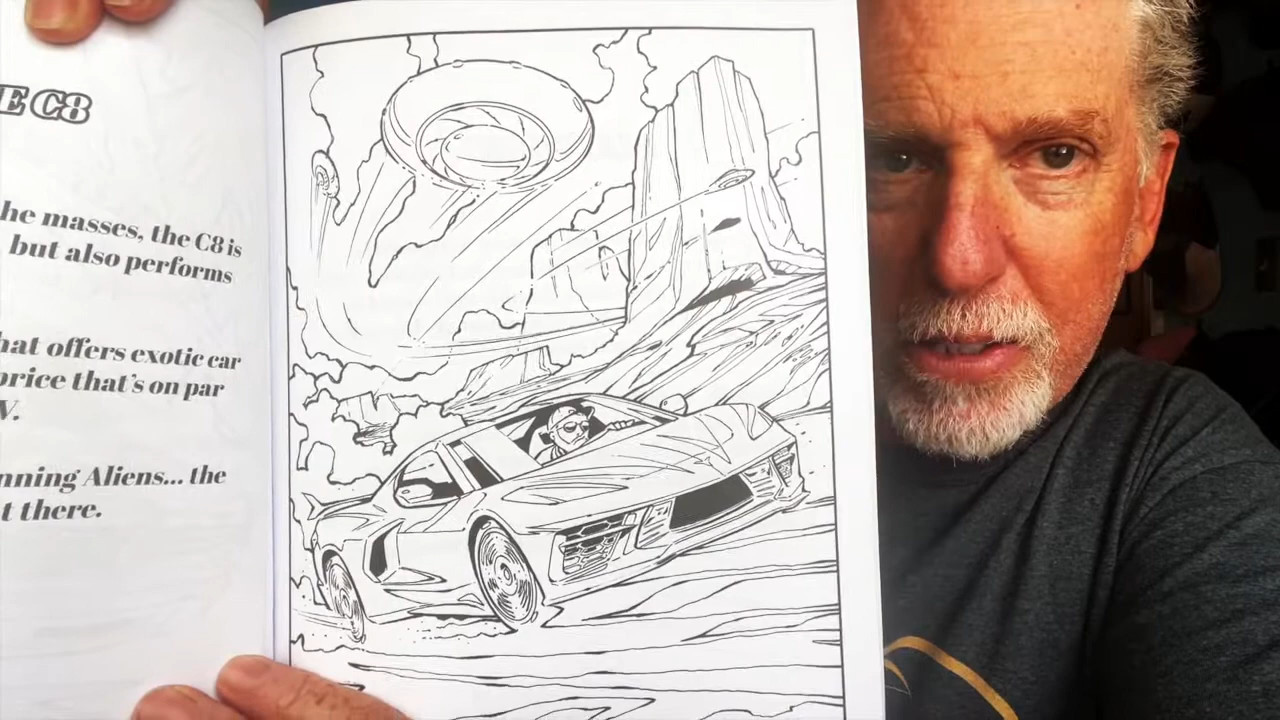 E C8
he masses, the C8 is
, but also performs
hat offers exotic car
price that's on par
V.
nning Aliens... the
t there.